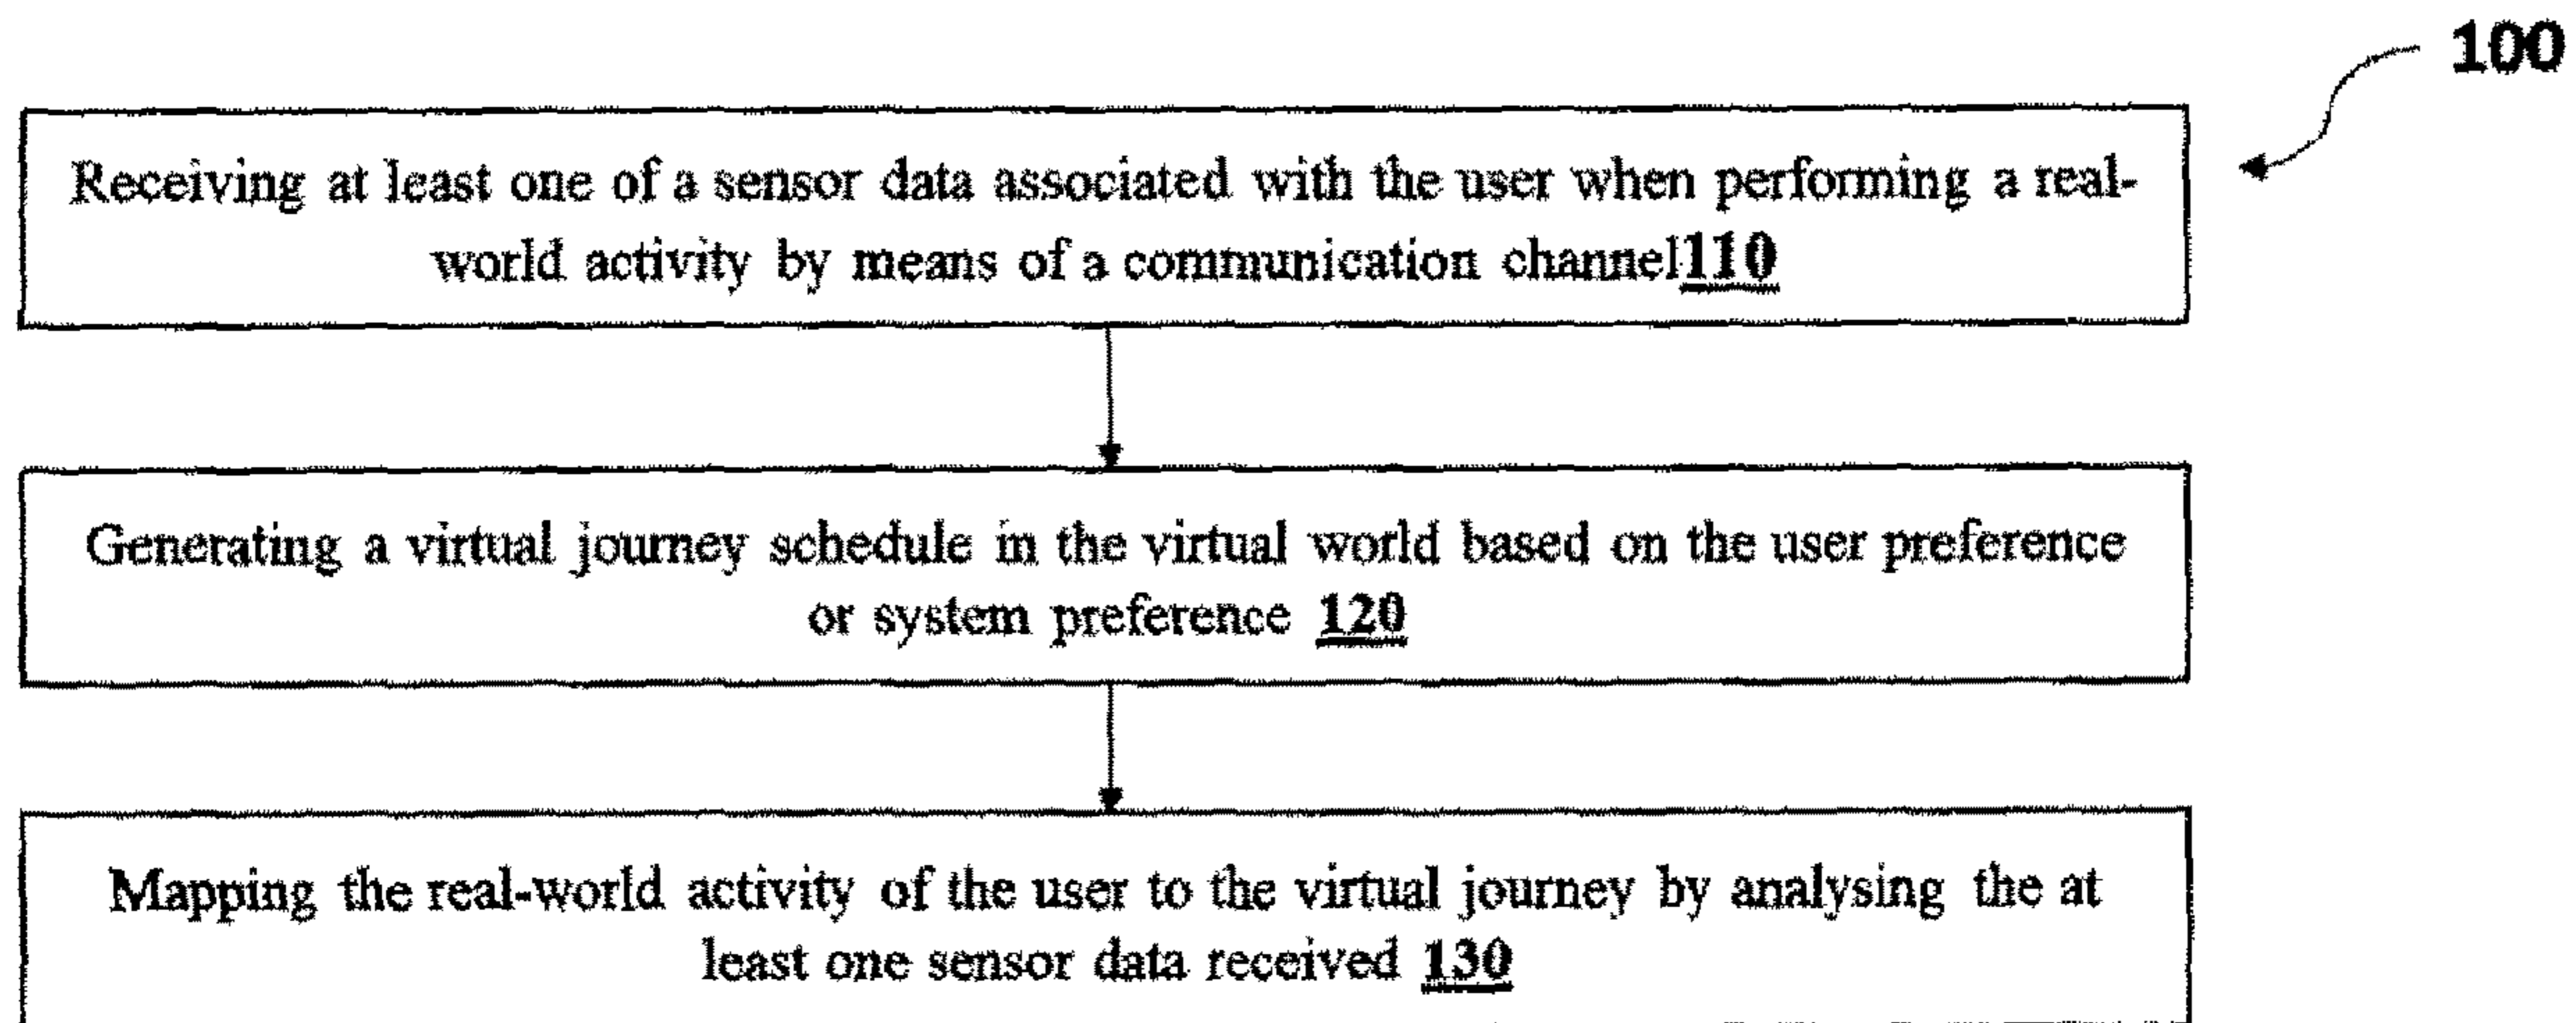 100
Receiving at least one of a sensor data associated with the user when performing a real-
world activity by means of a communication channel110
Generating a virtual journey schedule in the virtual world based on the user preference
or system preference 120
Mapping the real-world activity of the user to the virtual journey by analysing the at
least one sensor data received 130